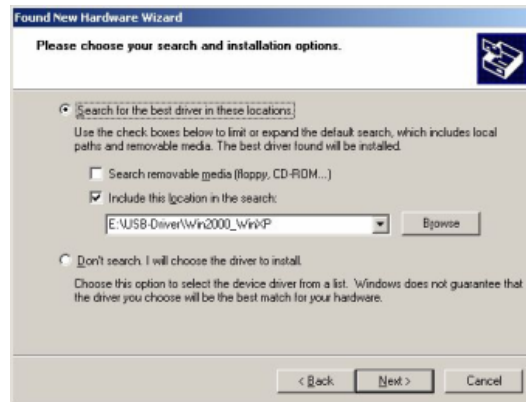 Found New Hardware Wizard
Please choose your search and installation options.
Search for the best driver in these locations.
Use the check boxes below to limit or expand the default search, which includes local
paths and removable media. The best driver found will be installed.
Search removable media (floppy, CD-ROM...)
Include this location in the search:
E:\USB-Driver\Win2000_WinXP
Browse
Don't search. I will choose the driver to install.
Choose this option to select the device driver from a list. Windows does not guarantee that
the driver you choose will be the best match for your hardware.
< Back
Next >
Cancel